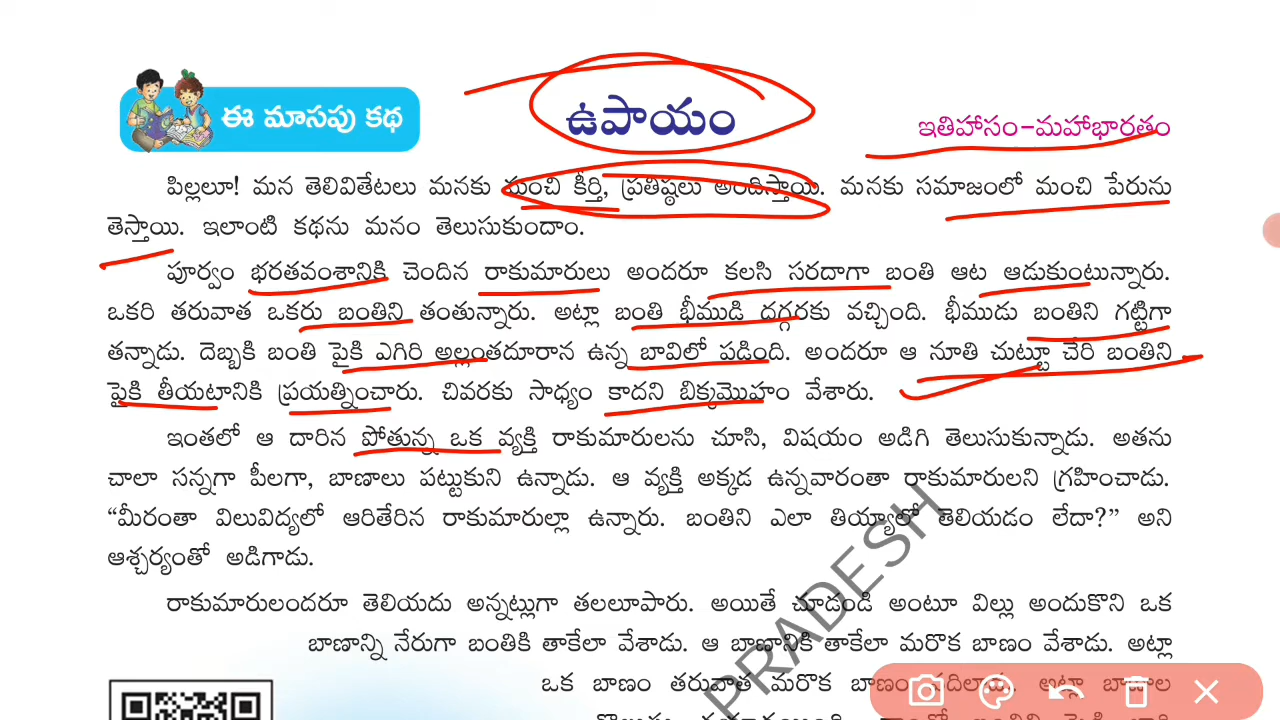 ఈ మాసపు కథ
ఉపాయం
ఇతిహాసం-మహాభారతం
పిల్లలూ! మన తెలివితేటలు మనకు మంచి కీర్తి, ప్రతిష్ఠలు అందిస్తాయి. మనకు సమాజంలో మంచి పేరును
తెస్తాయి. ఇలాంటి కథను మనం తెలుసుకుందాం.
పూర్వం భరతవంశానికి చెందిన రాకుమారులు అందరూ కలసి సరదాగా బంతి ఆట ఆడుకుంటున్నారు.
ఒకరి తరువాత ఒకరు బంతిని తంతున్నారు. అట్లా బంతి భీముడి దగ్గరకు వచ్చింది. భీముడు బంతిని గట్టిగా
తన్నాడు. దెబ్బకి బంతి పైకి ఎగిరి అల్లంతదూరాన ఉన్న బావిలో పడింది. అందరూ ఆ నూతి చుట్టూ చేరి బంతిని
పైకి తీయటానికి ప్రయత్నించారు. చివరకు సాధ్యం కాదని బిక్కమొహం వేశారు.
ఇంతలో ఆ దారిన పోతున్న ఒక వ్యక్తి రాకుమారులను చూసి, విషయం అడిగి తెలుసుకున్నాడు. అతను
చాలా సన్నగా పీలగా, బాణాలు పట్టుకుని ఉన్నాడు. ఆ వ్యక్తి అక్కడ ఉన్నవారంతా రాకుమారులని గ్రహించాడు.
“మీరంతా విలువిద్యలో ఆరితేరిన రాకుమారుల్లా ఉన్నారు. బంతిని ఎలా తియ్యాలో తెలియడం లేదా?” అని
ఆశ్చర్యంతో అడిగాడు.
రాకుమారులందరూ తెలియదు అన్నట్లుగా తలలూపారు. అయితే చూడండి అంటూ విల్లు అందుకొని ఒక
బాణాన్ని నేరుగా బంతికి తాకేలా వేశాడు. ఆ బాణానికి తాకేలా మరొక బాణం వేశాడు. అట్లా
ఒక బాణం తరువాత మరొక బాణం
PRADESH